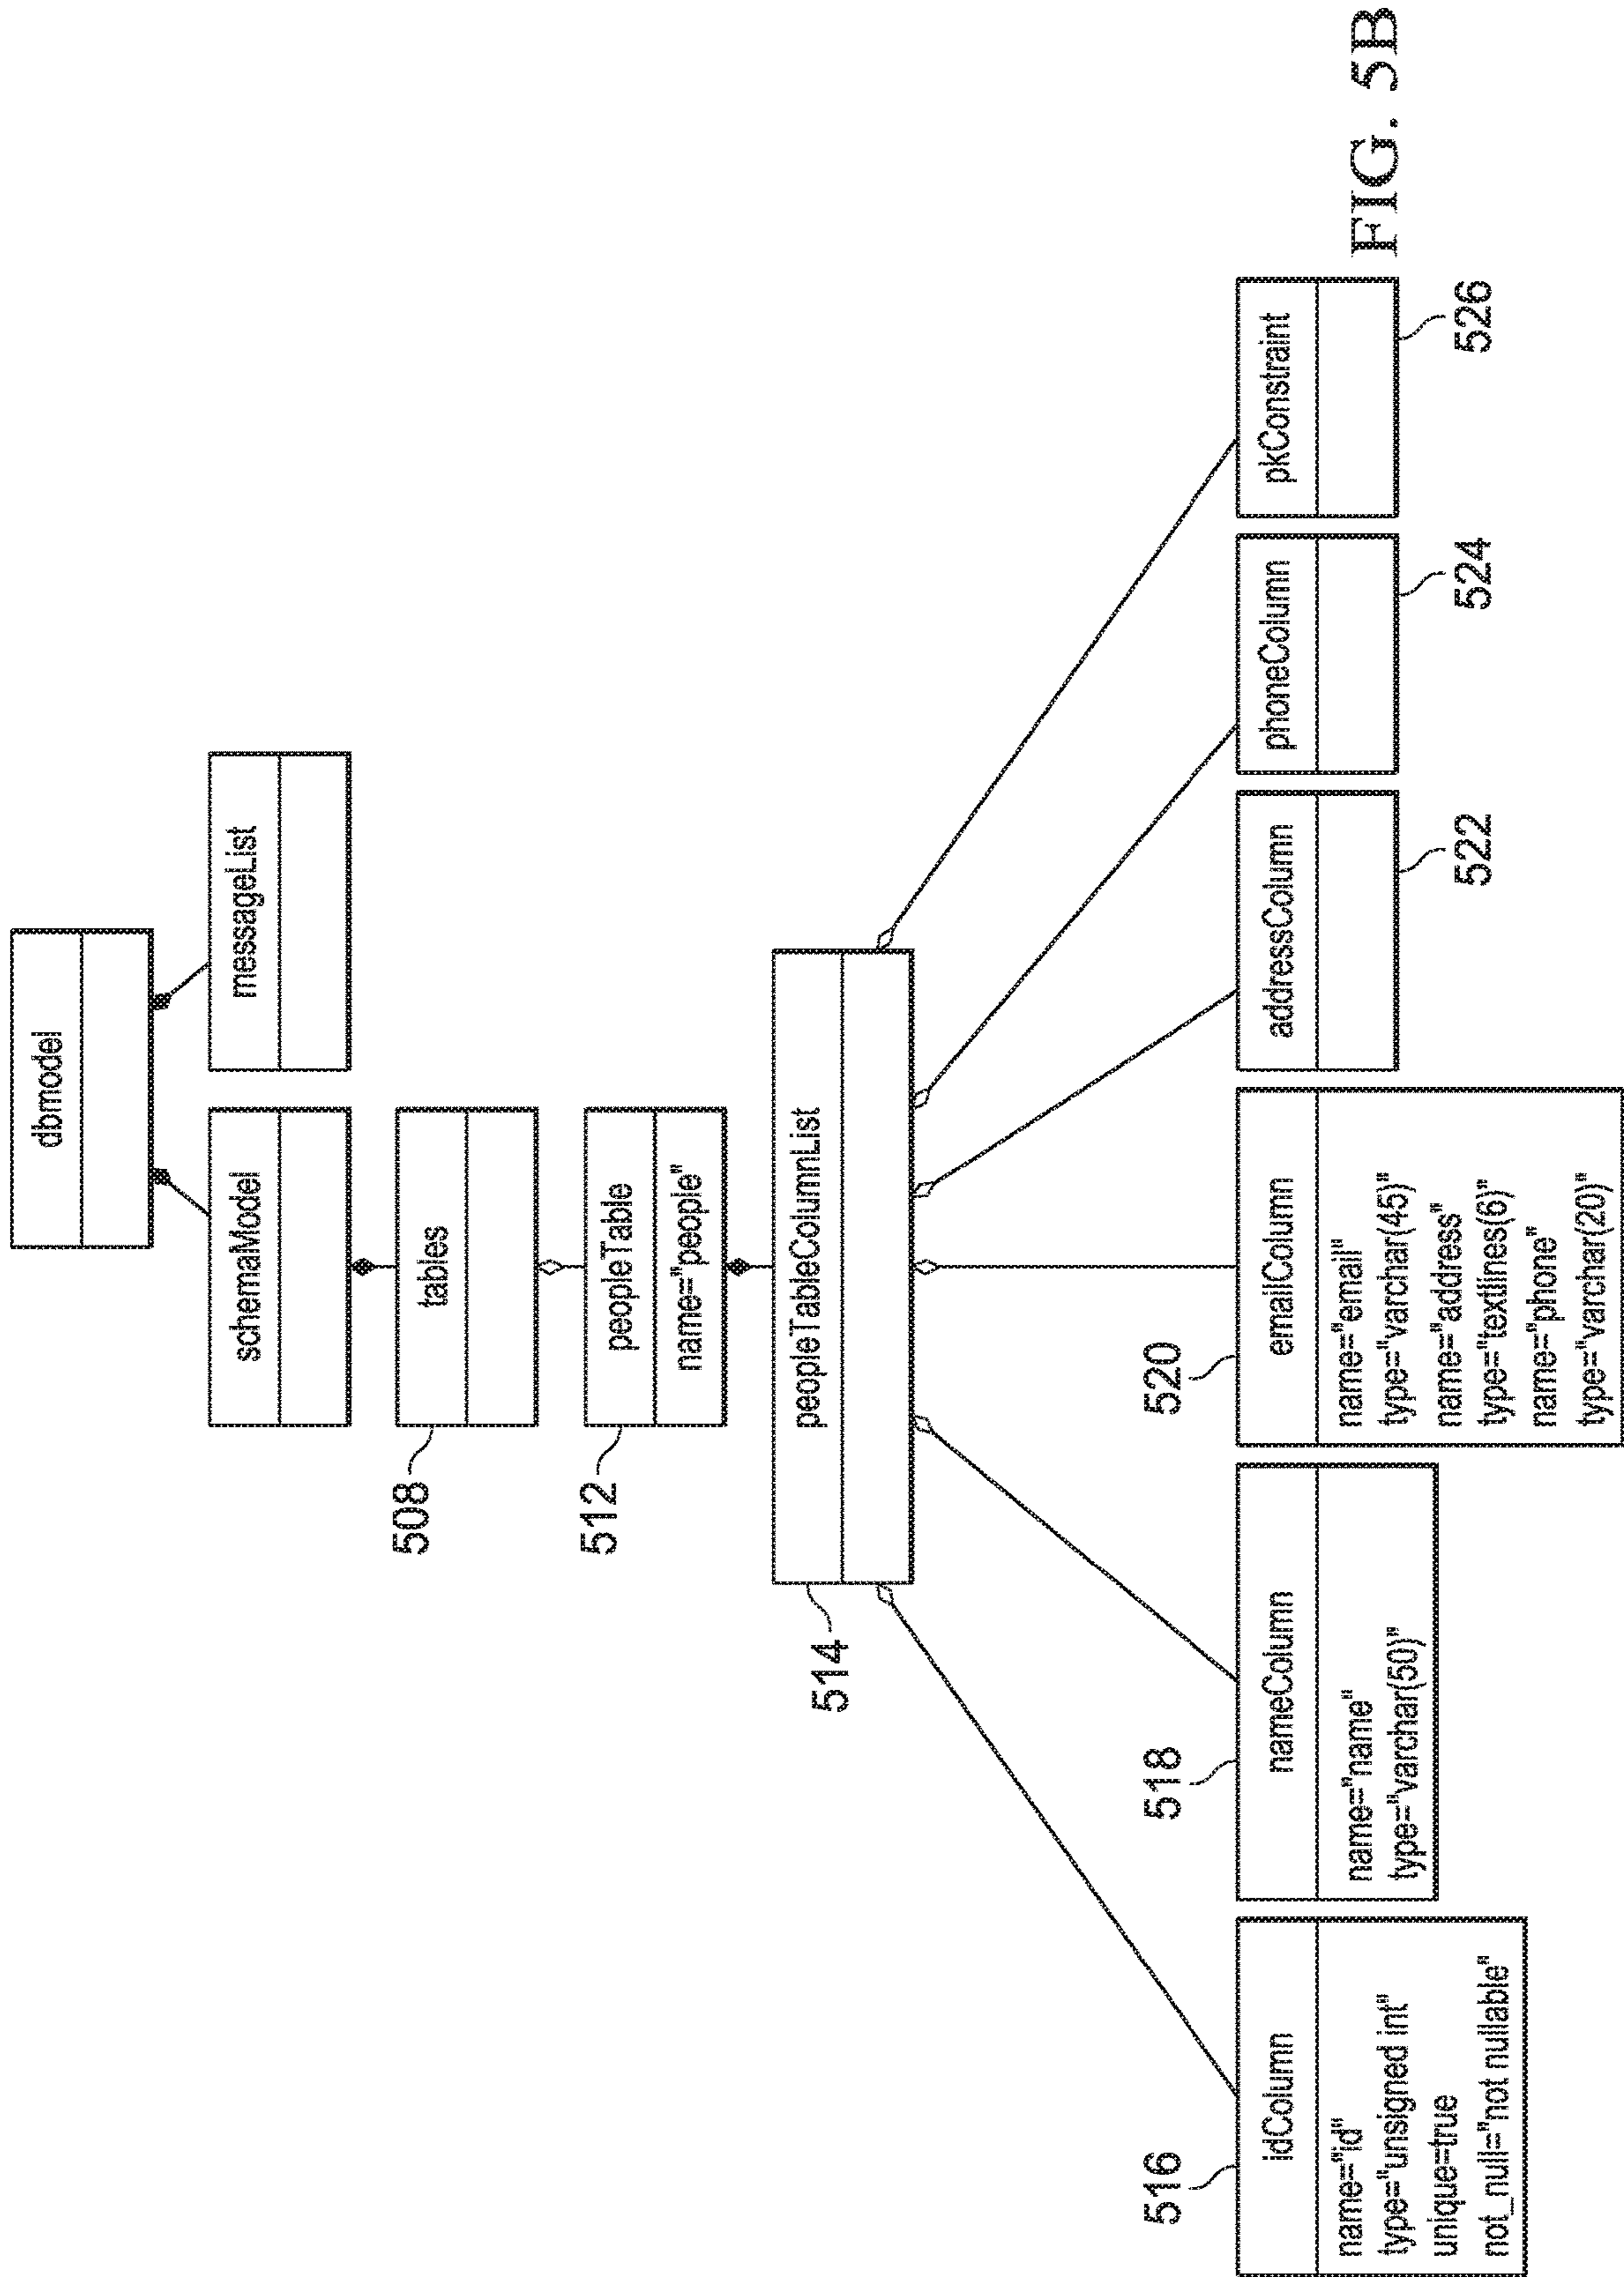 dbmodel
schemaModel
messageList
tables
508
peopleTable
name="people"
512
peopleTableColumnList
514
516
idColumn
name="id"
type="unsigned int"
unique=true
not_null="not nullable"
518
nameColumn
name="name"
type="varchar(50)"
520
emailColumn
name="email"
type="varchar(45)"
name="address"
type="textlines(6)"
name="phone"
type="varchar(20)"
addressColumn
522
phoneColumn
524
pkConstraint
526
FIG. 5B